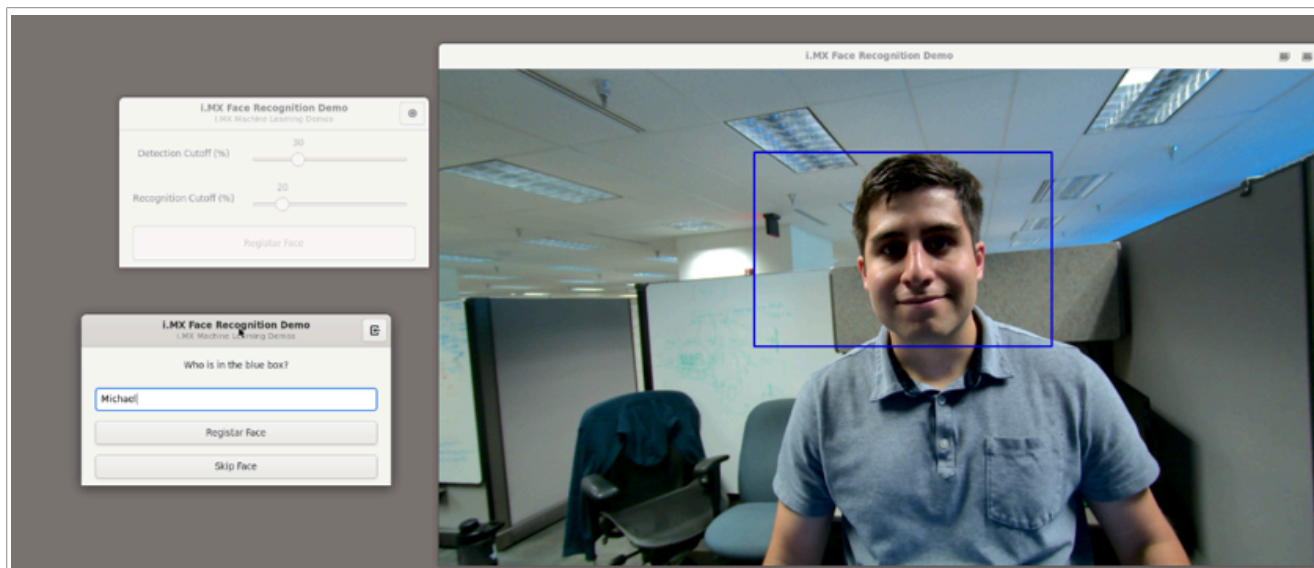 i.MX Face Recognition Demo
i.MX Face Recognition Demo
i.MX Machine Learning Demos
30
Detection Cutoff (%)
20
Recognition Cutoff (%)
Registar Face
i.MX Face Recognition Demo
i.MX Machine Learning Demos
Who is in the blue box?
Michael
Registar Face
Skip Face